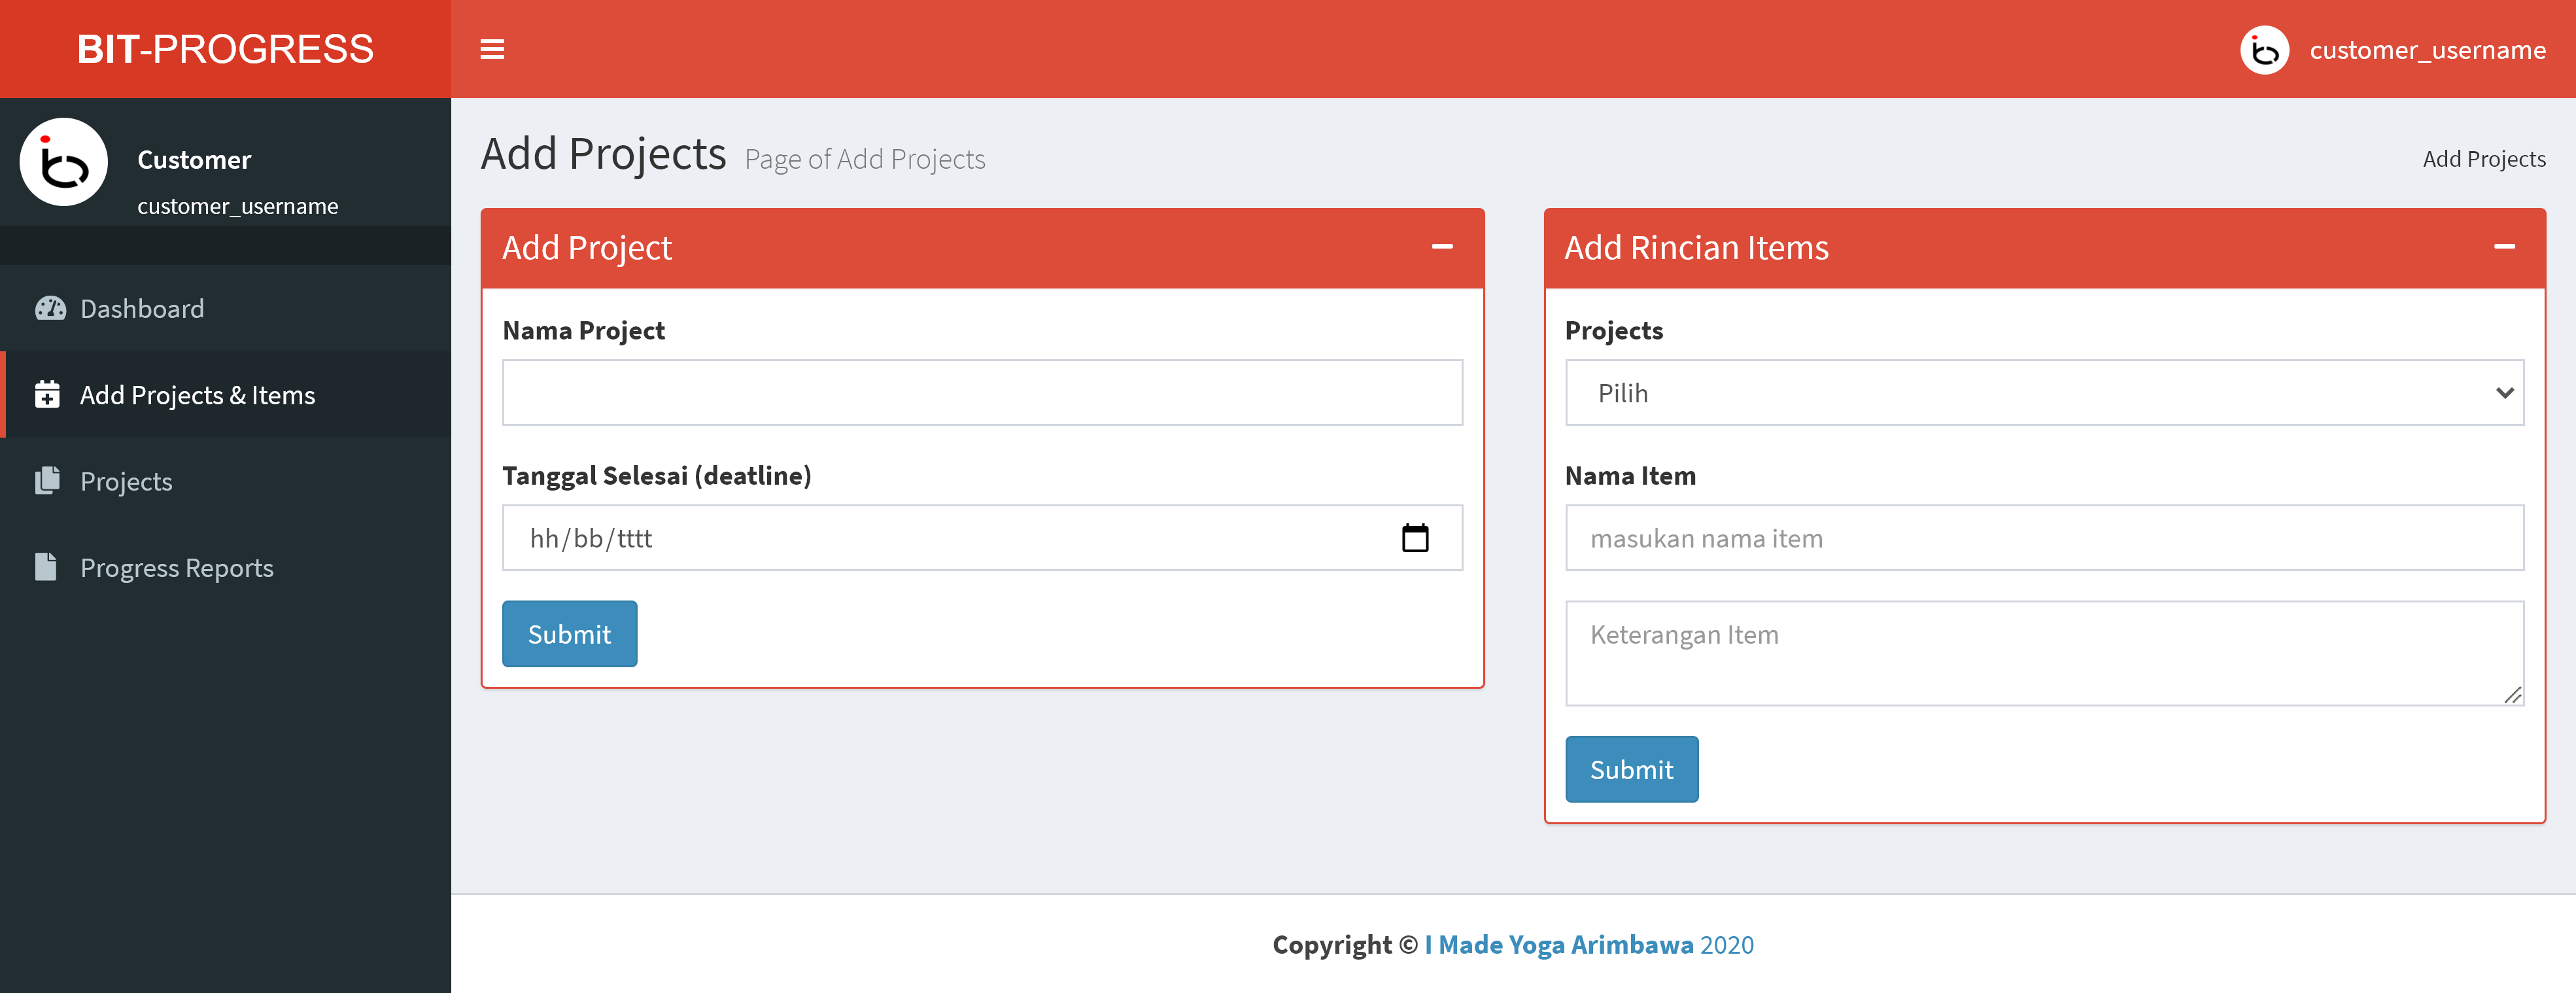 BIT-PROGRESS
customer_username
Customer
customer_username
Dashboard
Add Projects & Items
Projects
Progress Reports
Add Projects Page of Add Projects
Add Projects
Add Project
Nama Project
Tanggal Selesai (deatline)
hh/bb/tttt
Submit
Add Rincian Items
Projects
Pilih
Nama Item
masukan nama item
Keterangan Item
Submit
Copyright © I Made Yoga Arimbawa 2020